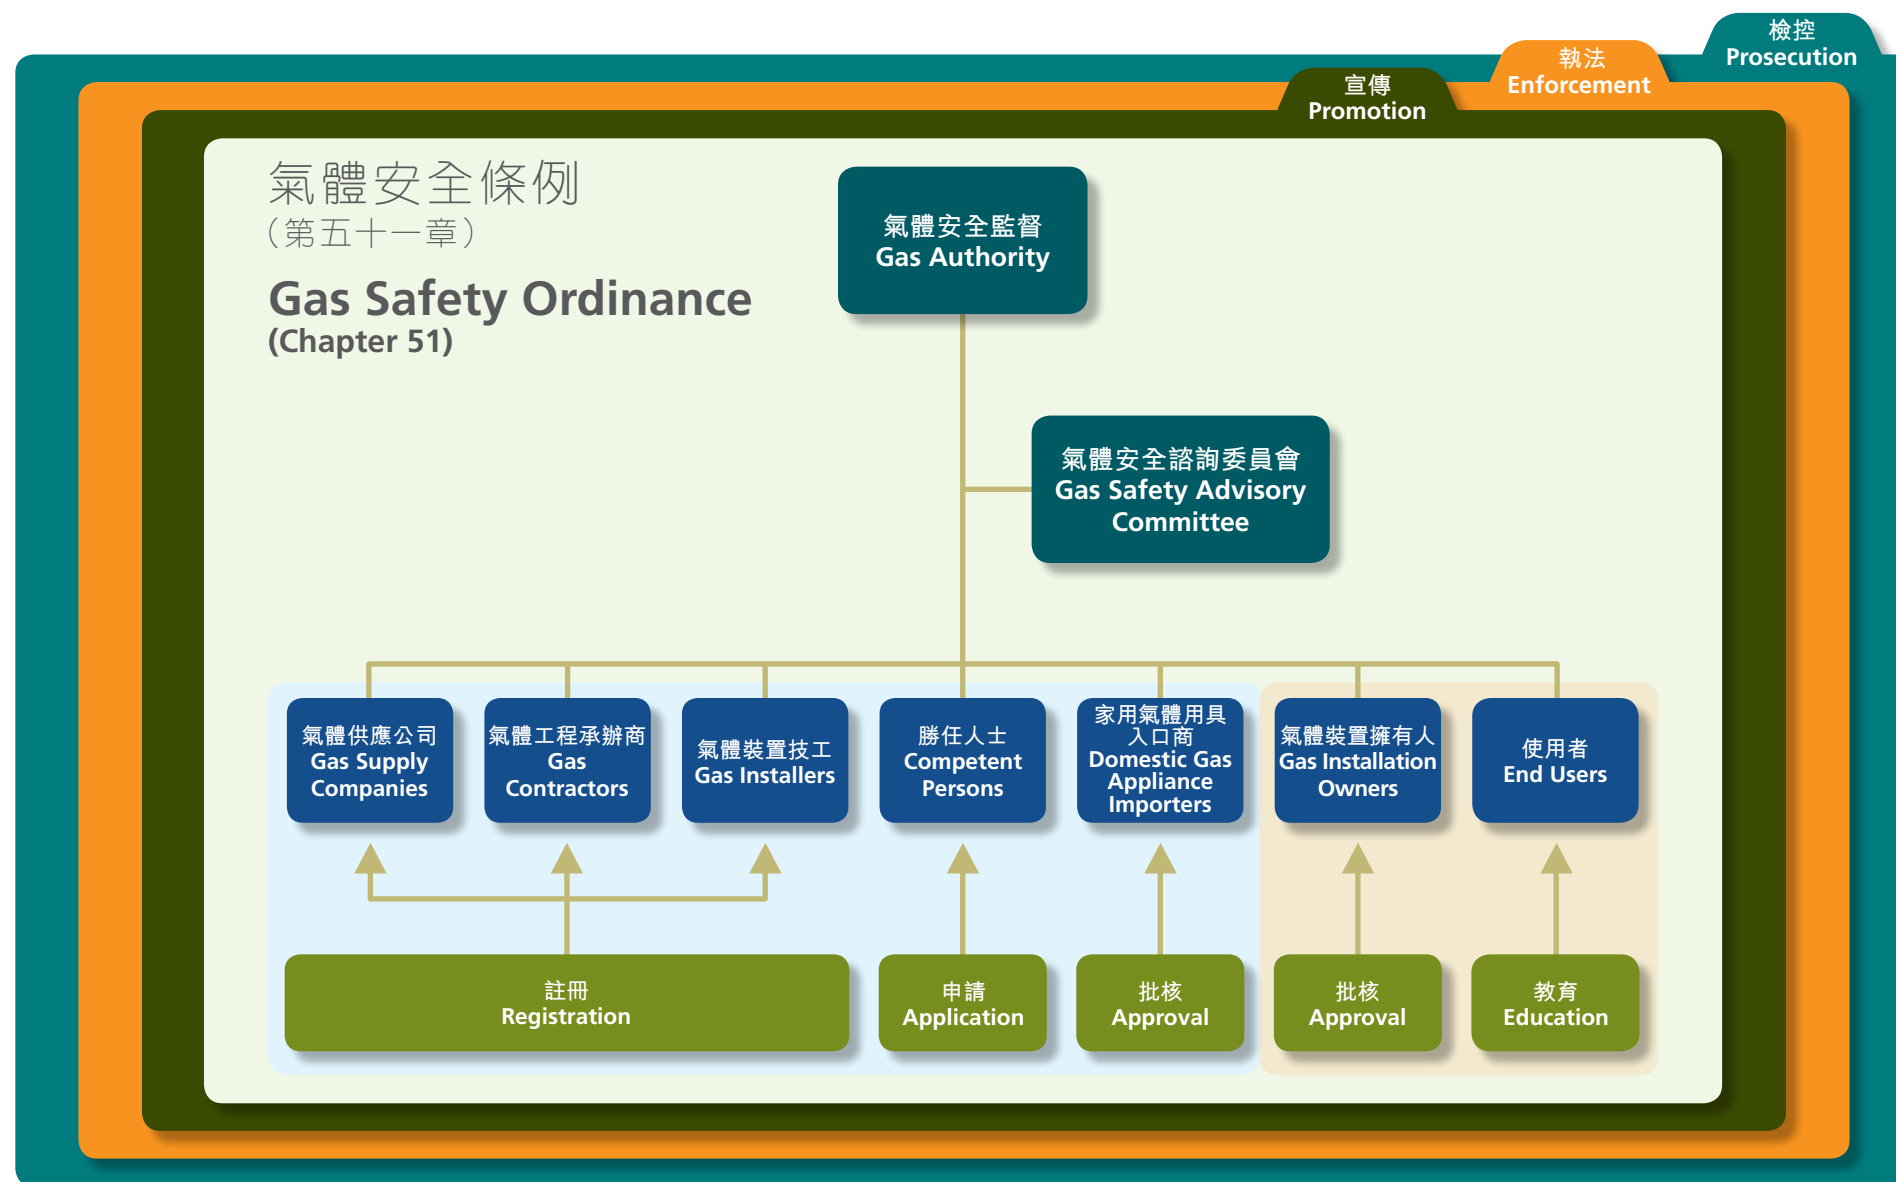 檢控
Prosecution
執法
Enforcement
宣傳
Promotion
氣體安全條例
(第五十一章)
Gas Safety Ordinance
(Chapter 51)
氣體安全監督
Gas Authority
氣體安全諮詢委員會
Gas Safety Advisory
Committee
氣體供應公司
Gas Supply
Companies
氣體工程承辦商
Gas
Contractors
氣體裝置技工
Gas Installers
勝任人士
Competent
Persons
家用氣體用具
入口商
Domestic Gas
Appliance
Importers
氣體裝置擁有人
Gas Installation
Owners
使用者
End Users
註冊
Registration
申請
Application
批核
Approval
批核
Approval
教育
Education